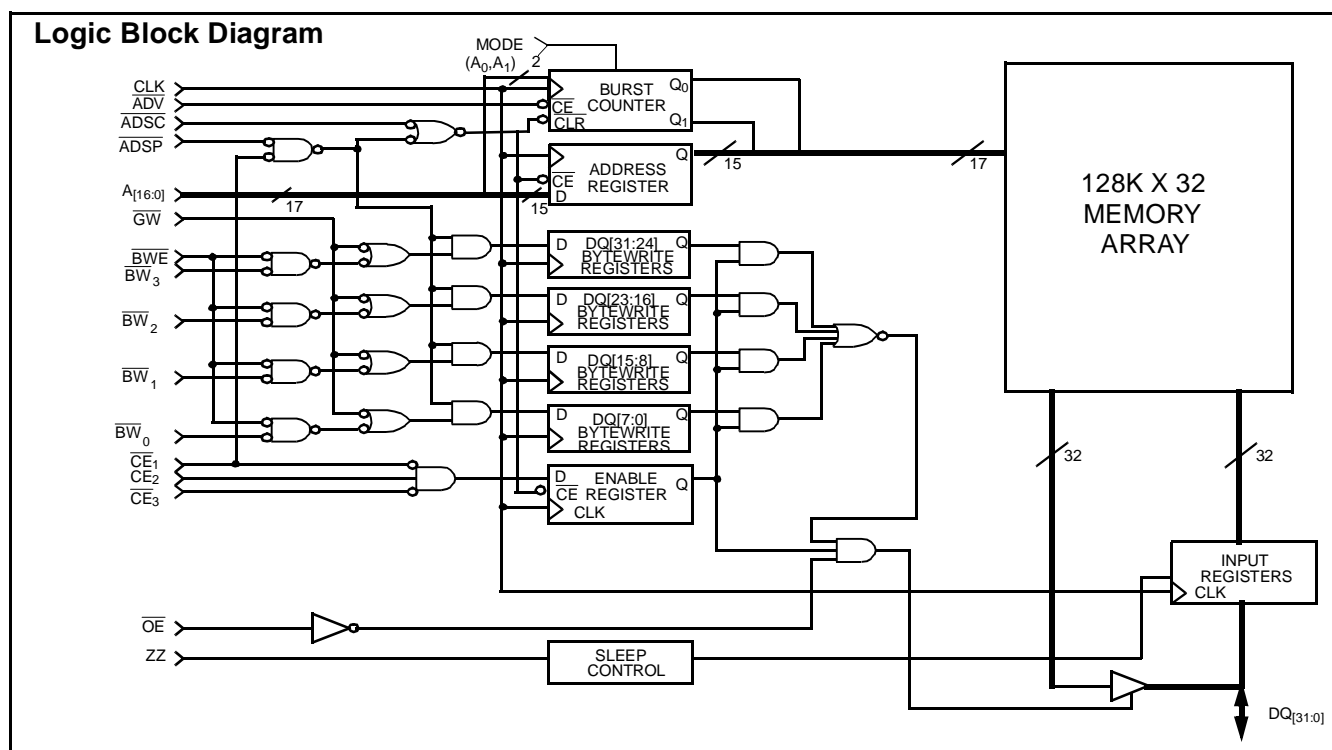 Logic Block Diagram
MODE
(A0,A1) 2
CLK
ADV
ADSC
ADSP
A[16:0]
GW
BWE
BW3
BW2
BW1
BW0
CE1
CE2
CE3
OE
ZZ
17
15
BURST
COUNTER
CE
CLR
Q0
Q1
ADDRESS
REGISTER
CE
D
Q
15
17
128K X 32
MEMORY
ARRAY
D DQ[31:24] Q
BYTEWRITE
REGISTERS
D DQ[23:16] Q
BYTEWRITE
REGISTERS
D DQ[15:8] Q
BYTEWRITE
REGISTERS
D DQ[7:0] Q
BYTEWRITE
REGISTERS
D ENABLE Q
CE REGISTER
CLK
32
32
INPUT
REGISTERS
CLK
SLEEP
CONTROL
DQ[31:0]